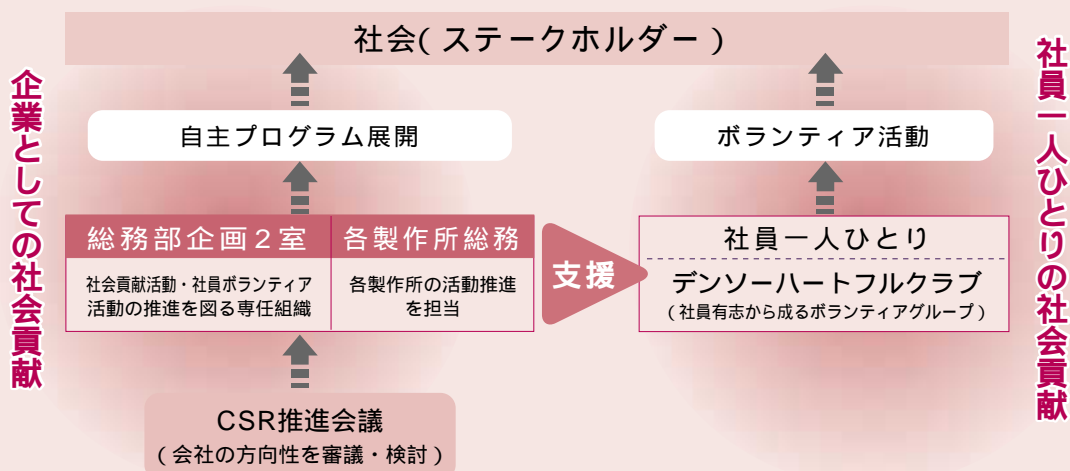 社会(ステークホルダー)
企業としての社会貢献
自主プログラム展開
総務部企画2室
社会貢献活動・社員ボランティア
活動の推進を図る専任組織
各製作所総務
各製作所の活動推進
を担当
CSR推進会議
(会社の方向性を審議・検討)
支援
ボランティア活動
社員一人ひとり
デンソーハートフルクラブ
(社員有志から成るボランティアグループ)
社員一人ひとりの社会貢献